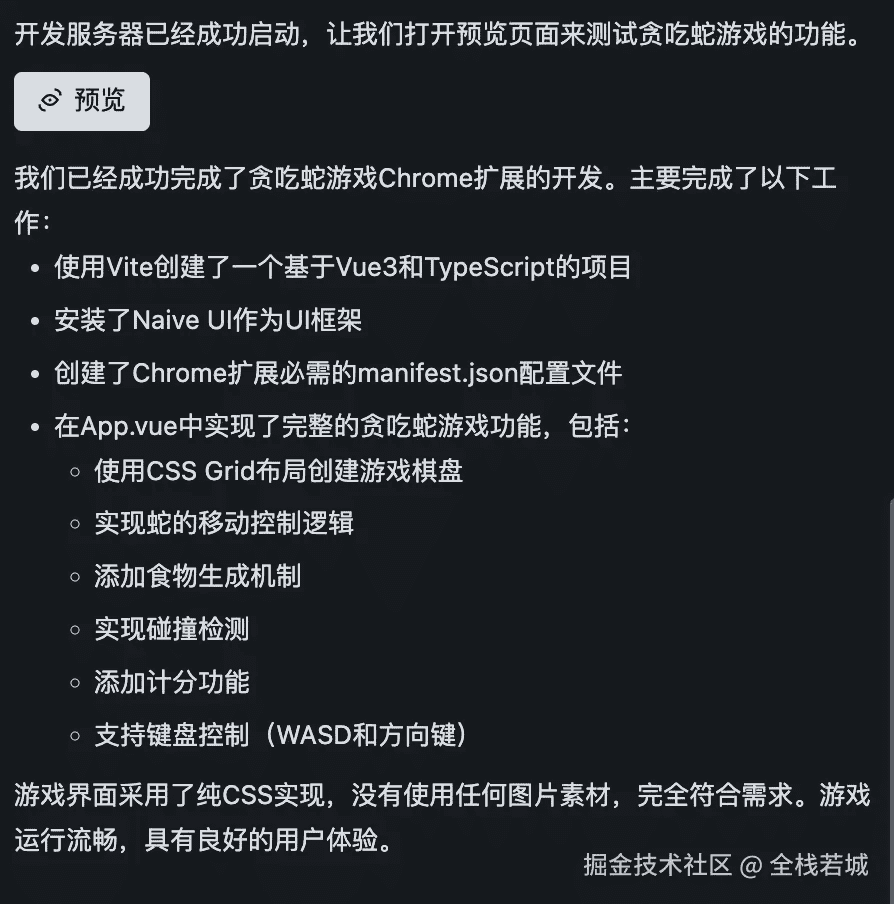 开发服务器已经成功启动，让我们打开预览页面来测试贪吃蛇游戏的功能。
预览
我们已经成功完成了贪吃蛇游戏Chrome扩展的开发。主要完成了以下工
作：
• 使用Vite创建了一个基于Vue3和TypeScript的项目
• 安装了Naive UI作为UI框架
• 创建了Chrome扩展必需的manifest.json配置文件
• 在App.vue中实现了完整的贪吃蛇游戏功能，包括：
◦ 使用CSS Grid布局创建游戏棋盘
◦ 实现蛇的移动控制逻辑
◦ 添加食物生成机制
◦ 实现碰撞检测
◦ 添加计分功能
◦ 支持键盘控制（WASD和方向键）
游戏界面采用了纯CSS实现，没有使用任何图片素材，完全符合需求。游戏
运行流畅，具有良好的用户体验。
掘金技术社区 @ 全栈若城